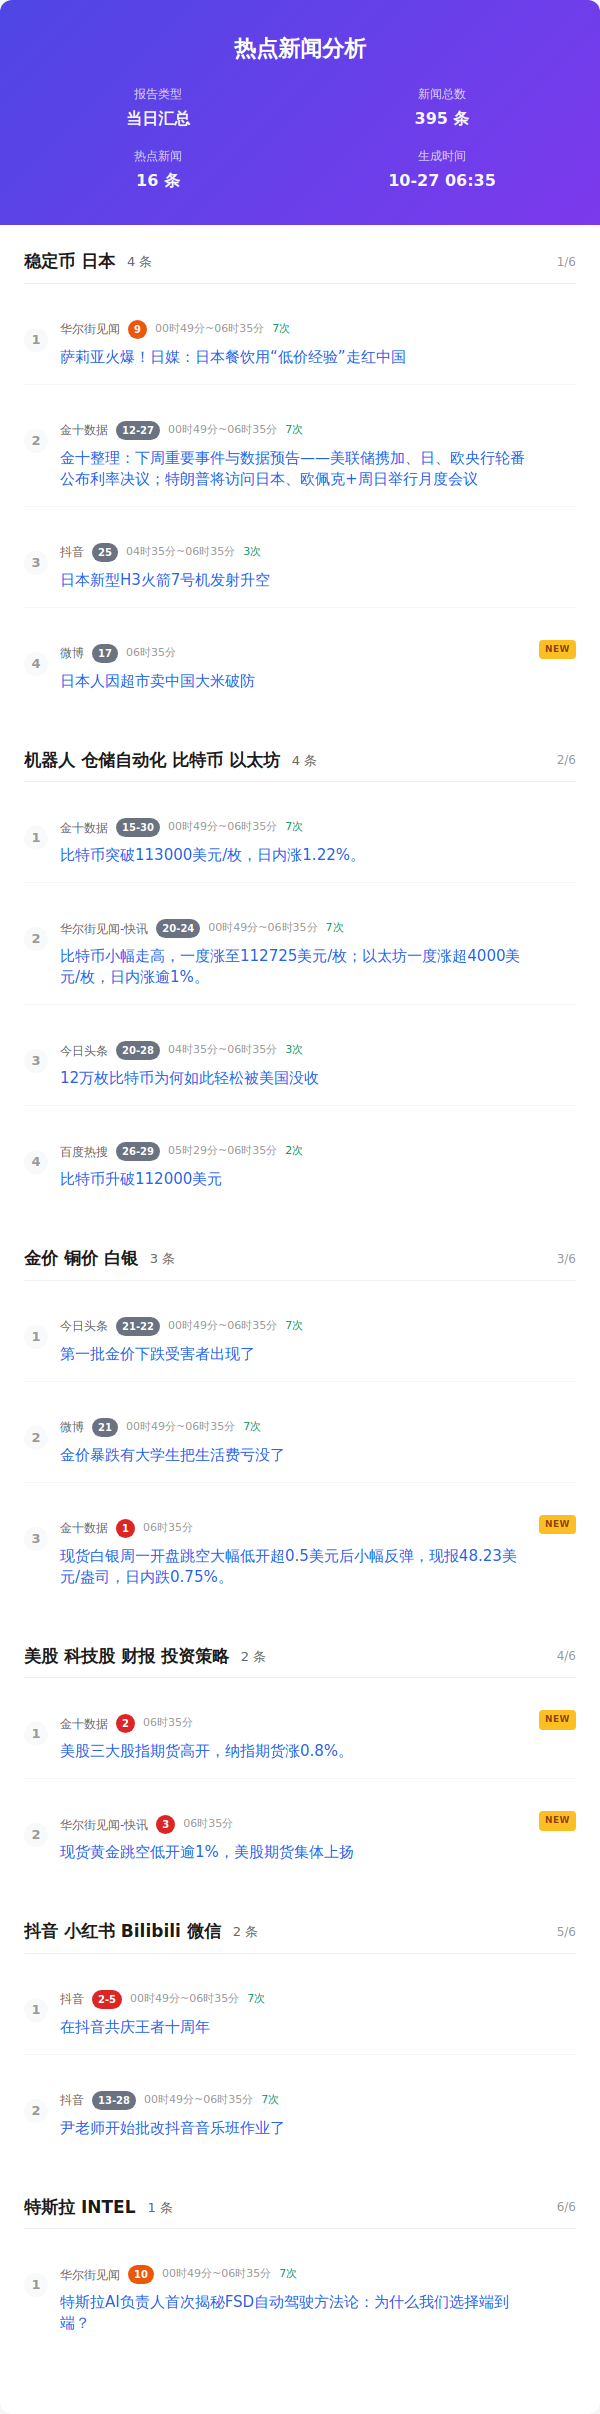 热点新闻分析
报告类型
新闻总数
当日汇总
395 条
热点新闻
生成时间
16 条
10-27 06:35
稳定币 日本 4 条 1/6
1
华尔街见闻 9 00时49分~06时35分 7次
萨莉亚火爆！日媒：日本餐饮用“低价经验”走红中国
2
金十数据 12-27 00时49分~06时35分 7次
金十整理：下周重要事件与数据预告——美联储携加、日、欧央行轮番
公布利率决议；特朗普将访问日本、欧佩克+周日举行月度会议
3
抖音 25 04时35分~06时35分 3次
日本新型H3火箭7号机发射升空
4
微博 17 06时35分 NEW
日本人因超市卖中国大米破防
机器人 仓储自动化 比特币 以太坊 4 条 2/6
1
金十数据 15-30 00时49分~06时35分 7次
比特币突破113000美元/枚，日内涨1.22%。
2
华尔街见闻-快讯 20-24 00时49分~06时35分 7次
比特币小幅走高，一度涨至112725美元/枚；以太坊一度涨超4000美
元/枚，日内涨逾1%。
3
今日头条 20-28 04时35分~06时35分 3次
12万枚比特币为何如此轻松被美国没收
4
百度热搜 26-29 05时29分~06时35分 2次
比特币升破112000美元
金价 铜价 白银 3 条 3/6
1
今日头条 21-22 00时49分~06时35分 7次
第一批金价下跌受害者出现了
2
微博 21 00时49分~06时35分 7次
金价暴跌有大学生把生活费亏没了
3
金十数据 1 06时35分 NEW
现货白银周一开盘跳空大幅低开超0.5美元后小幅反弹，现报48.23美
元/盎司，日内跌0.75%。
美股 科技股 财报 投资策略 2 条 4/6
1
金十数据 2 06时35分 NEW
美股三大股指期货高开，纳指期货涨0.8%。
2
华尔街见闻-快讯 3 06时35分 NEW
现货黄金跳空低开逾1%，美股期货集体上扬
抖音 小红书 Bilibili 微信 2 条 5/6
1
抖音 2-5 00时49分~06时35分 7次
在抖音共庆王者十周年
2
抖音 13-28 00时49分~06时35分 7次
尹老师开始批改抖音音乐班作业了
特斯拉 INTEL 1 条 6/6
1
华尔街见闻 10 00时49分~06时35分 7次
特斯拉AI负责人首次揭秘FSD自动驾驶方法论：为什么我们选择端到
端？